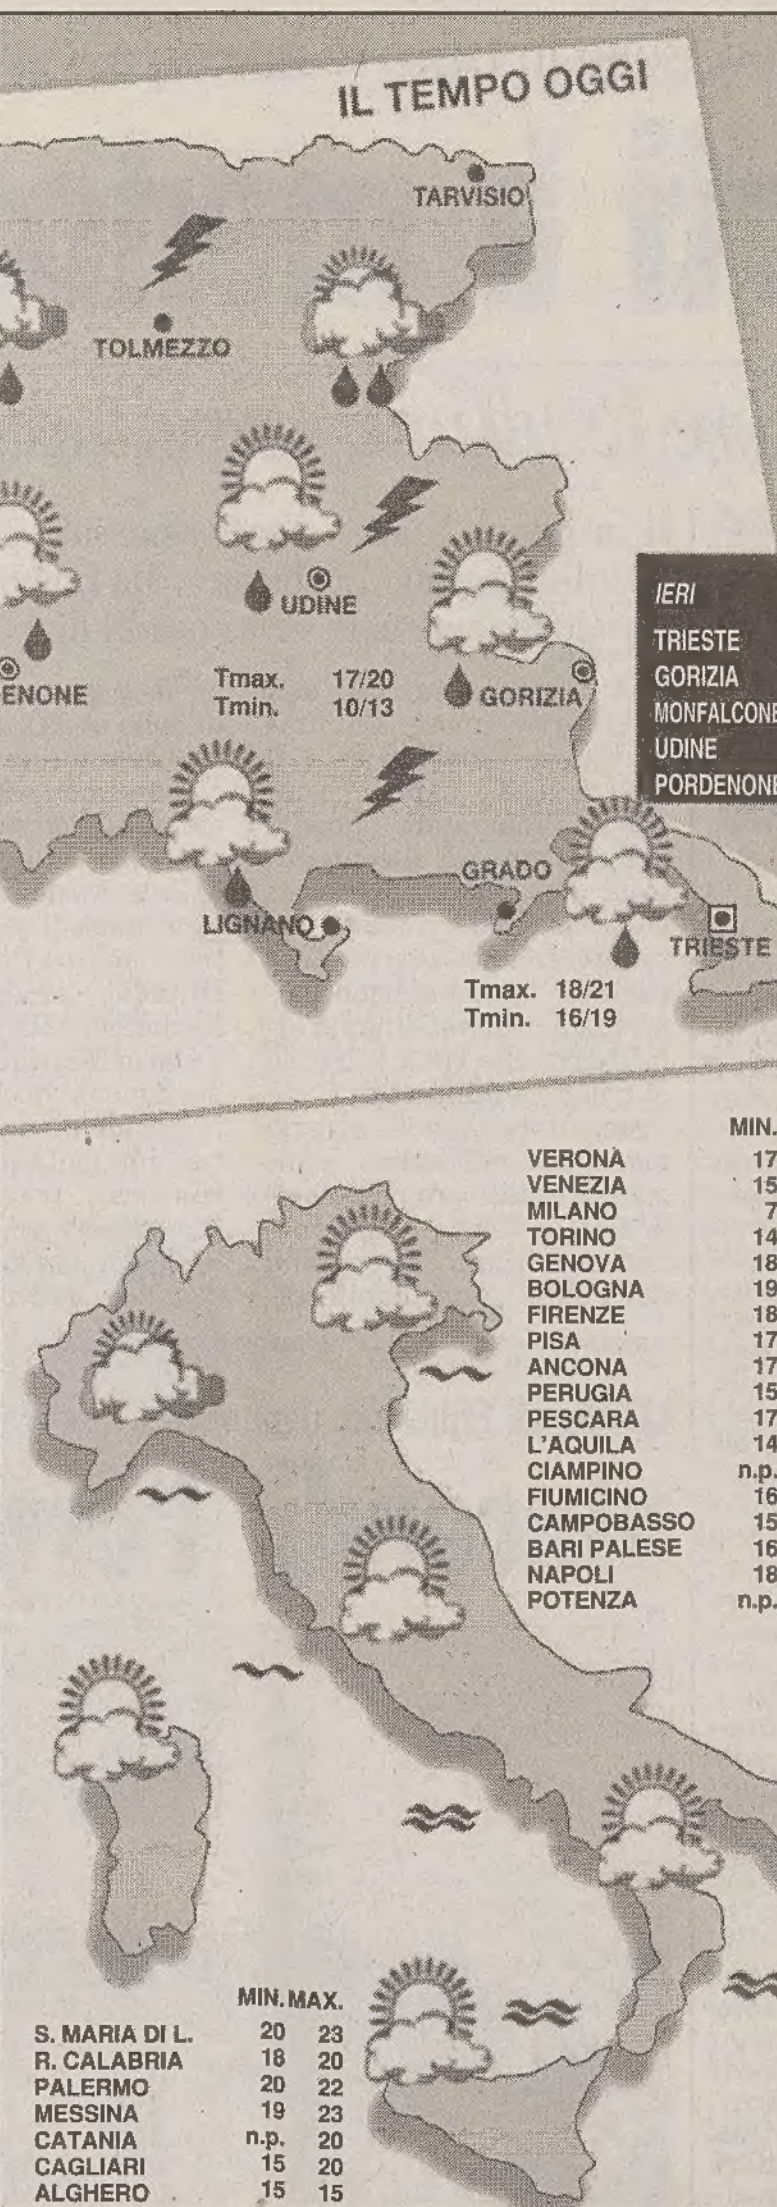 IL TEMPO OGGI
TARVISIO
TOLMEZZO
UDINE
ENONE
Tmax. 17/20
Tmin. 10/13
GORIZIA
IERI
TRIESTE
GORIZIA
MONFALCONE
UDINE
PORDENONE
GRADO
LIGNANO
TRIESTE
Tmax. 18/21
Tmin. 16/19
MIN.
VERONA 17
VENEZIA 15
MILANO 7
TORINO 14
GENOVA 18
BOLOGNA 19
FIRENZE 18
PISA 17
ANCONA 17
PERUGIA 15
PESCARA 17
L'AQUILA 14
CIAMPINO n.p.
FIUMICINO 16
CAMPOBASSO 15
BARI PALESE 16
NAPOLI 18
POTENZA n.p.
MIN. MAX.
S. MARIA DI L. 20 23
R. CALABRIA 18 20
PALERMO 20 22
MESSINA 19 23
CATANIA n.p. 20
CAGLIARI 15 20
ALGHERO 15 15